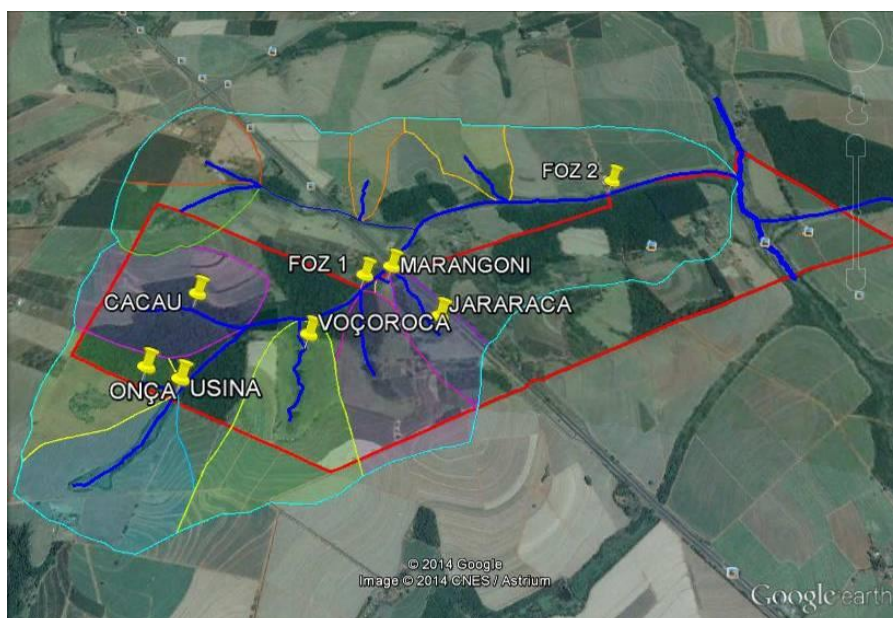 FOZ 2
FOZ 1
MARANGONI
CACAU
JARARACA
VOÇOROCA
ONÇA
USINA
© 2014 Google
Image © 2014 CNES / Astrium
Google earth